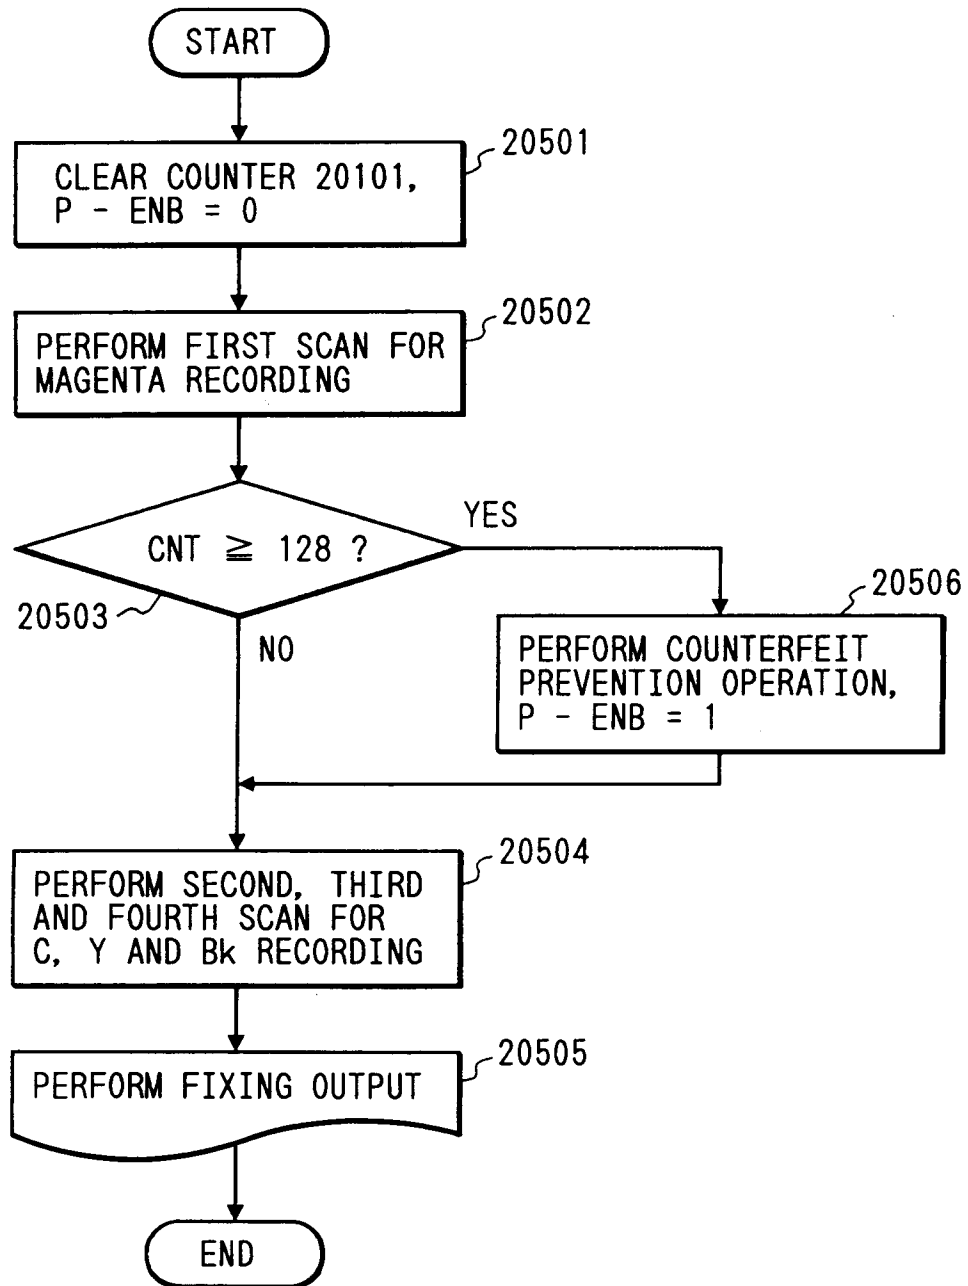 START
20501
CLEAR COUNTER 20101,
P - ENB = 0
20502
PERFORM FIRST SCAN FOR
MAGENTA RECORDING
CNT ≧ 128 ?
YES
20503
NO
20506
PERFORM COUNTERFEIT
PREVENTION OPERATION,
P - ENB = 1
20504
PERFORM SECOND, THIRD
AND FOURTH SCAN FOR
C, Y AND Bk RECORDING
20505
PERFORM FIXING OUTPUT
END